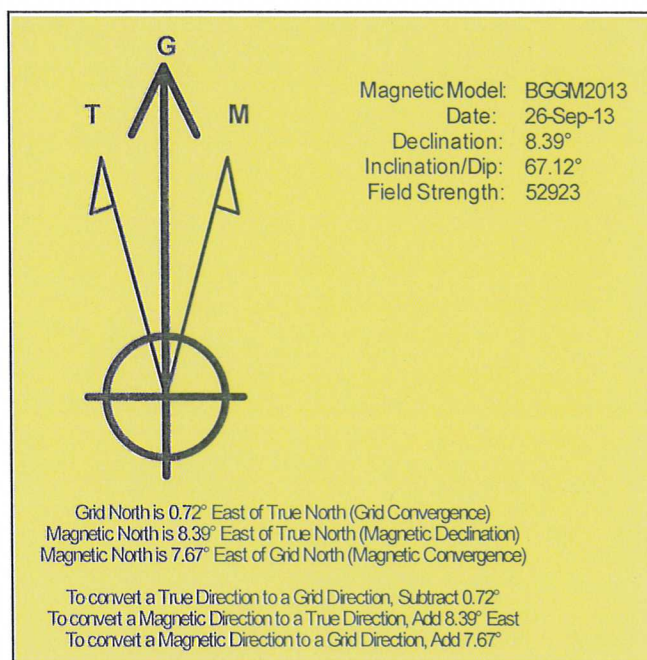 G
T
M
Magnetic Model: BGGM2013
Date: 26-Sep-13
Declination: 8.39°
Inclination/Dip: 67.12°
Field Strength: 52923
Grid North is 0.72° East of True North (Grid Convergence)
Magnetic North is 8.39° East of True North (Magnetic Declination)
Magnetic North is 7.67° East of Grid North (Magnetic Convergence)
To convert a True Direction to a Grid Direction, Subtract 0.72°
To convert a Magnetic Direction to a True Direction, Add 8.39° East
To convert a Magnetic Direction to a Grid Direction, Add 7.67°